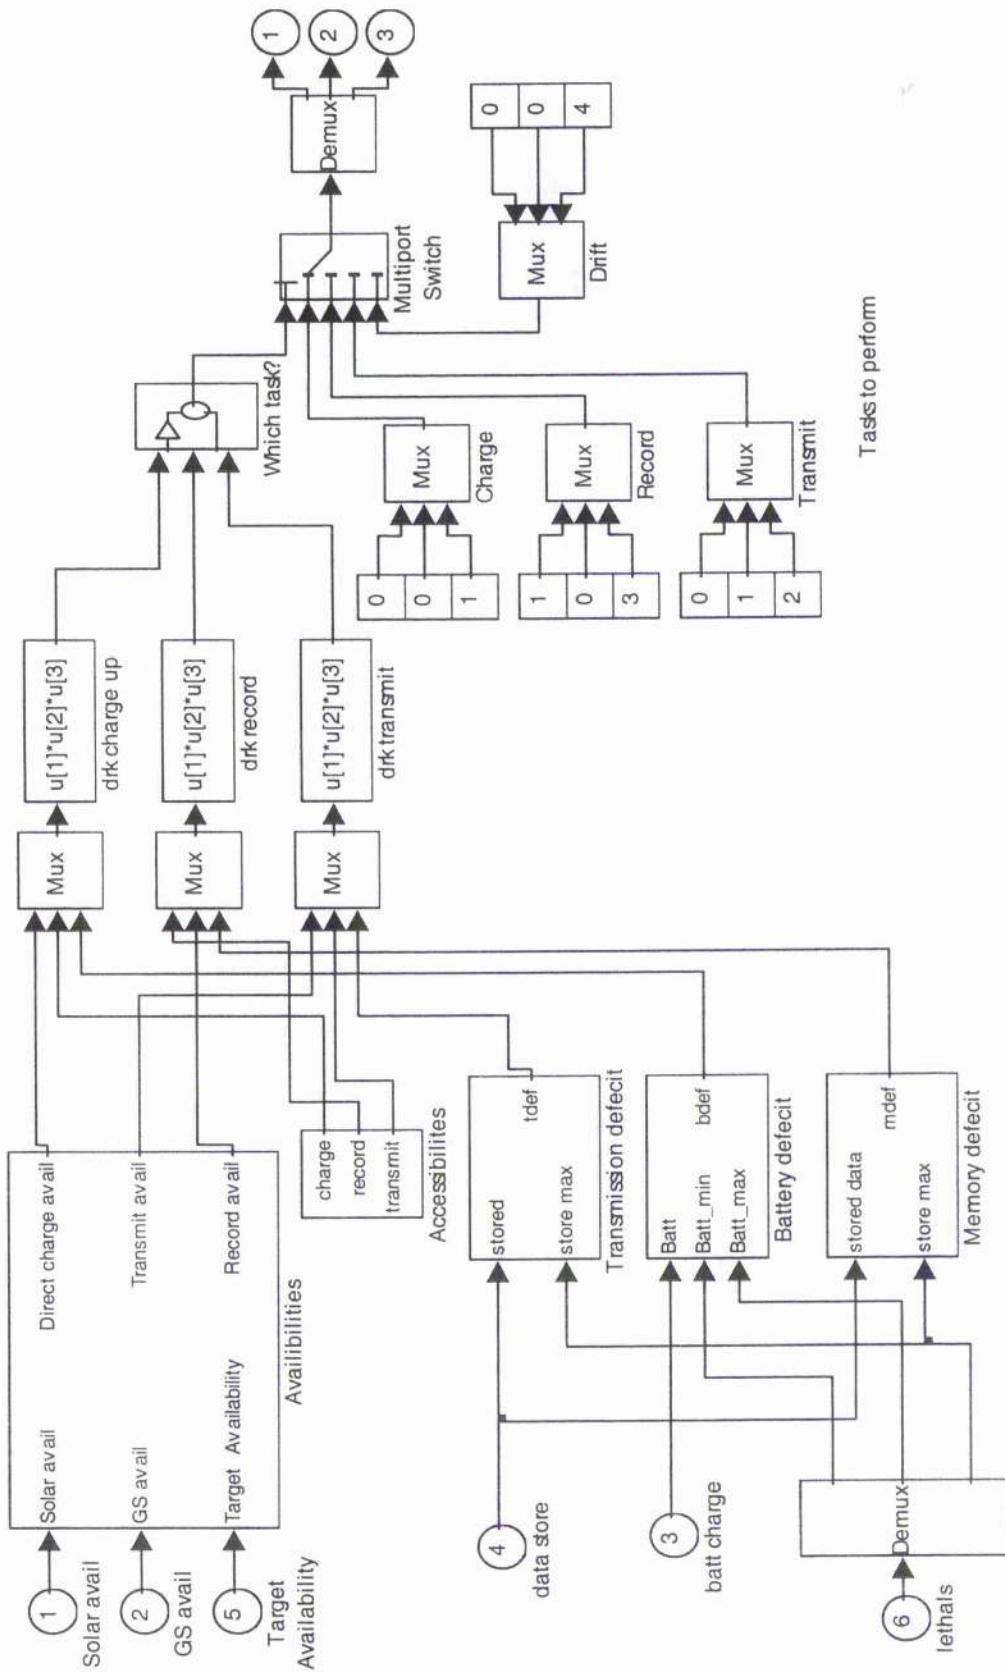 1
Solar avail
2
GS avail
5
Target
Availability
Solar avail
GS avail
Target Availability
Direct charge avail
Transmit avail
Record avail
Availibilities
charge
record
transmit
Accessibilites
4
data store
3
batt charge
6
lethals
Demux
stored
store max
tdef
Transmission defecit
Batt
Batt_min
Batt_max
bdef
Battery defecit
stored data
store max
mdef
Memory defecit
Mux
Mux
Mux
u[1]*u[2]*u[3]
drk charge up
u[1]*u[2]*u[3]
drk record
u[1]*u[2]*u[3]
drk transmit
Which task?
0
0
1
Mux
Charge
1
0
3
Mux
Record
0
1
2
Mux
Transmit
Multiport
Switch
0
0
4
Mux
Drift
Demux
1
2
3
Tasks to perform